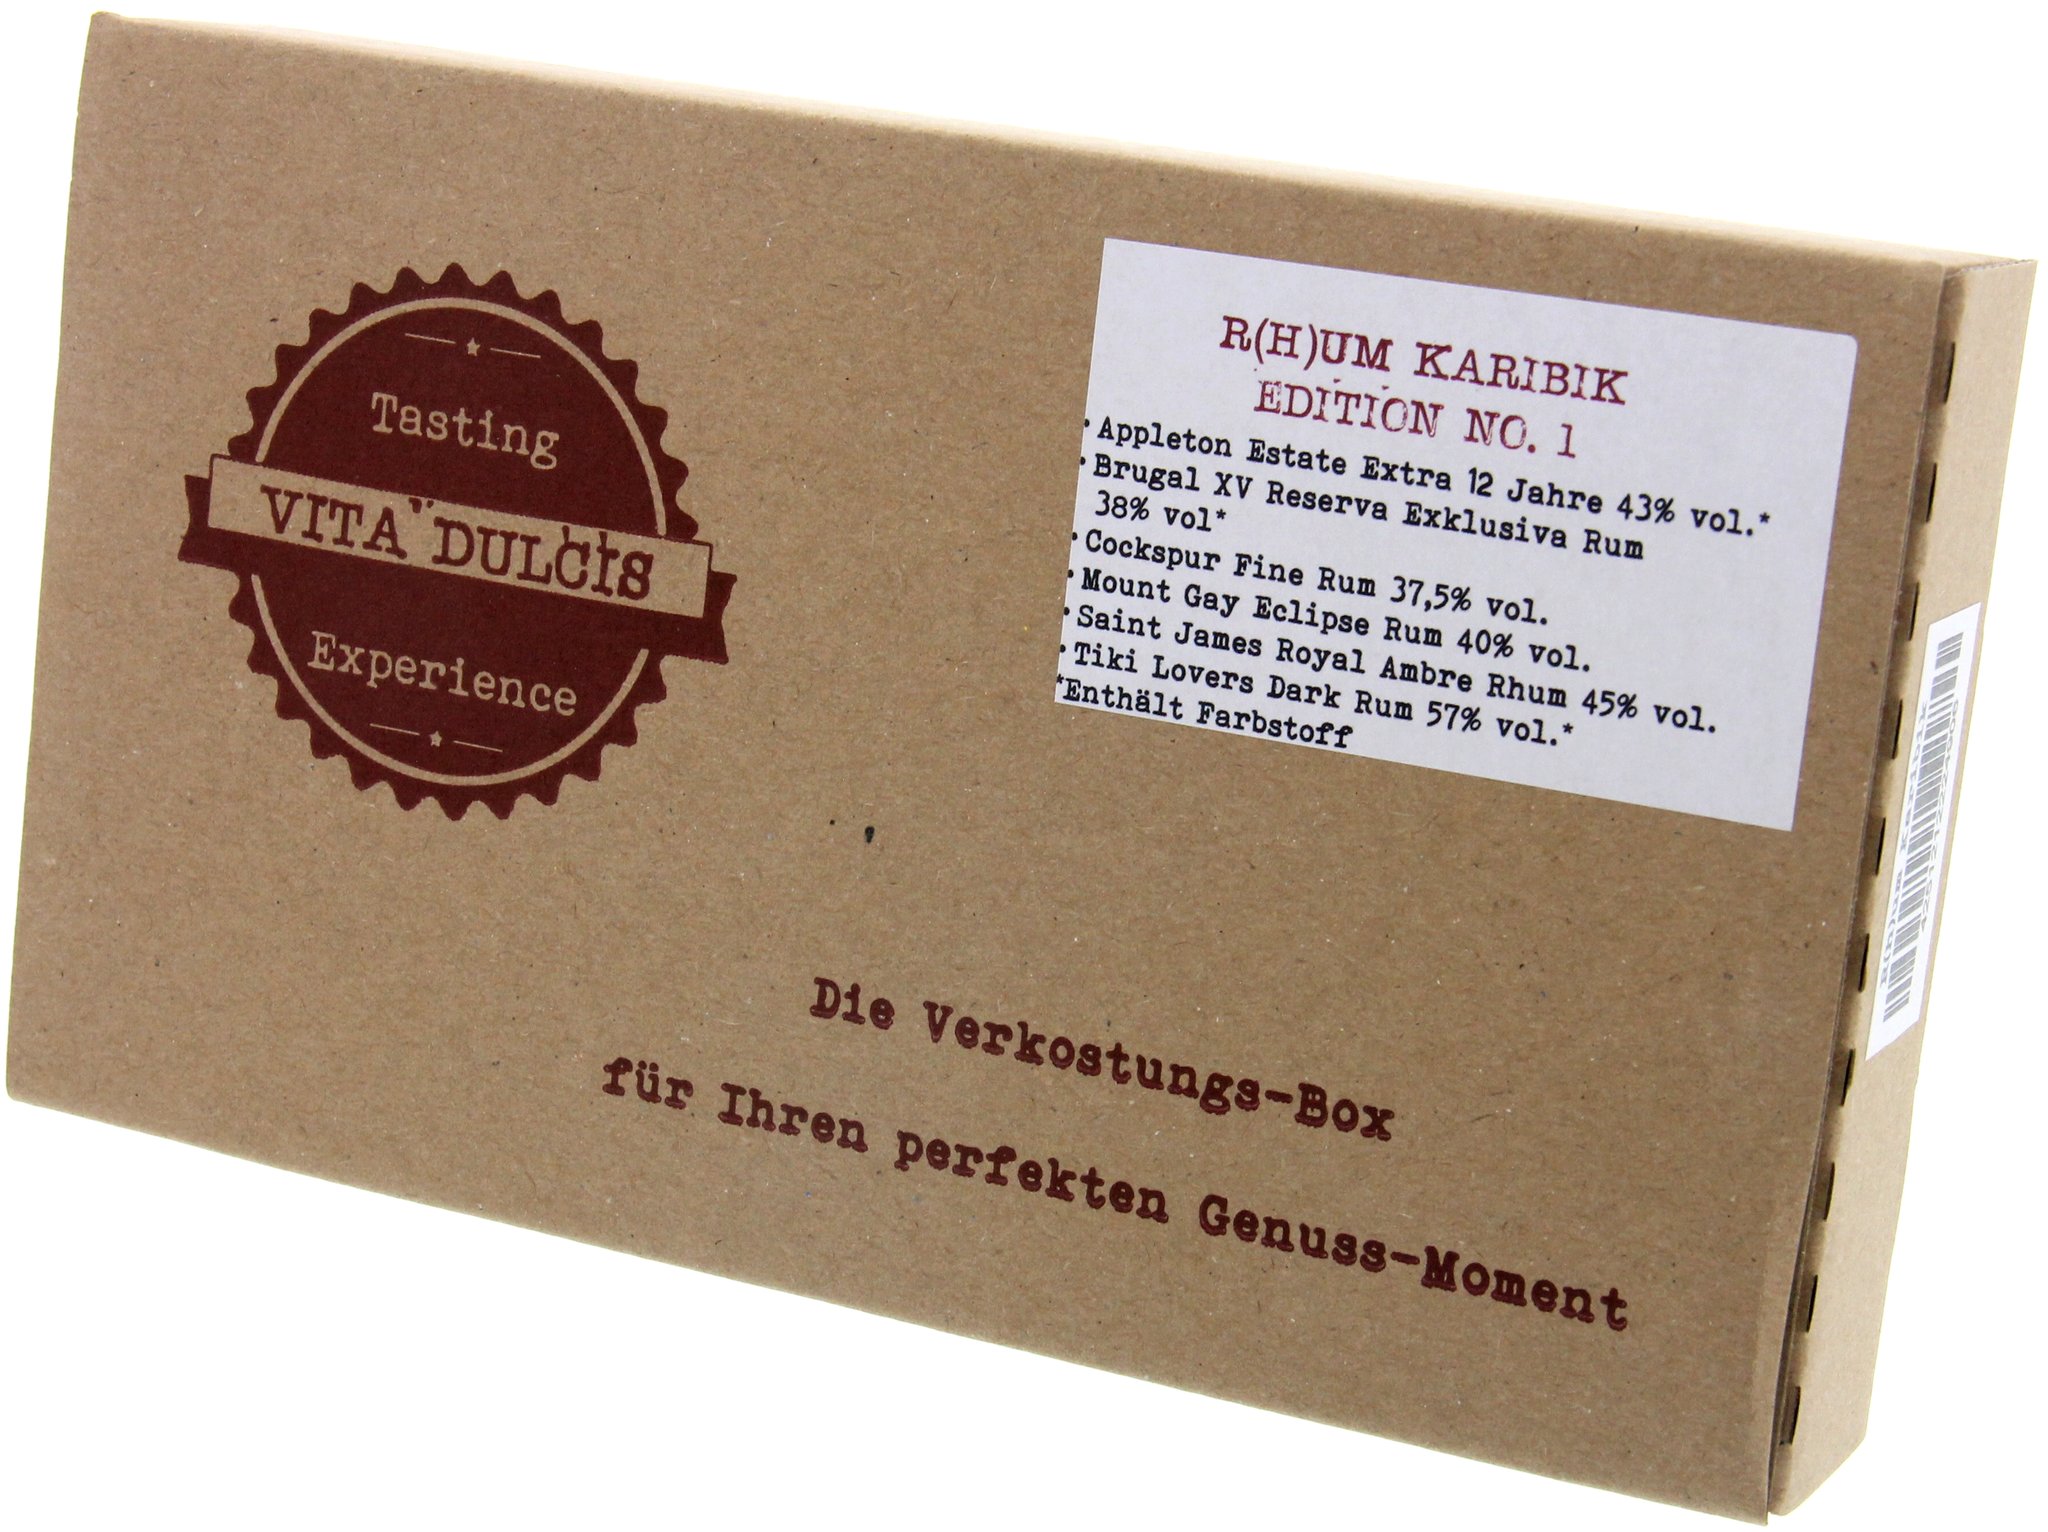 Tasting
VITA DULCIS
Experience
R(H)UM KARIBIK
EDITION NO. 1
• Appleton Estate Extra 12 Jahre 43% vol.*
• Brugal XV Reserva Exklusiva Rum
38% vol*
• Cockspur Fine Rum 37,5% vol.
• Mount Gay Eclipse Rum 40% vol.
• Saint James Royal Ambre Rhum 45% vol.
• Tiki Lovers Dark Rum 57% vol.*
*Enthält Farbstoff
Die Verkostungs-Box
für Ihren perfekten Genuss-Moment
R(h)um Karibik